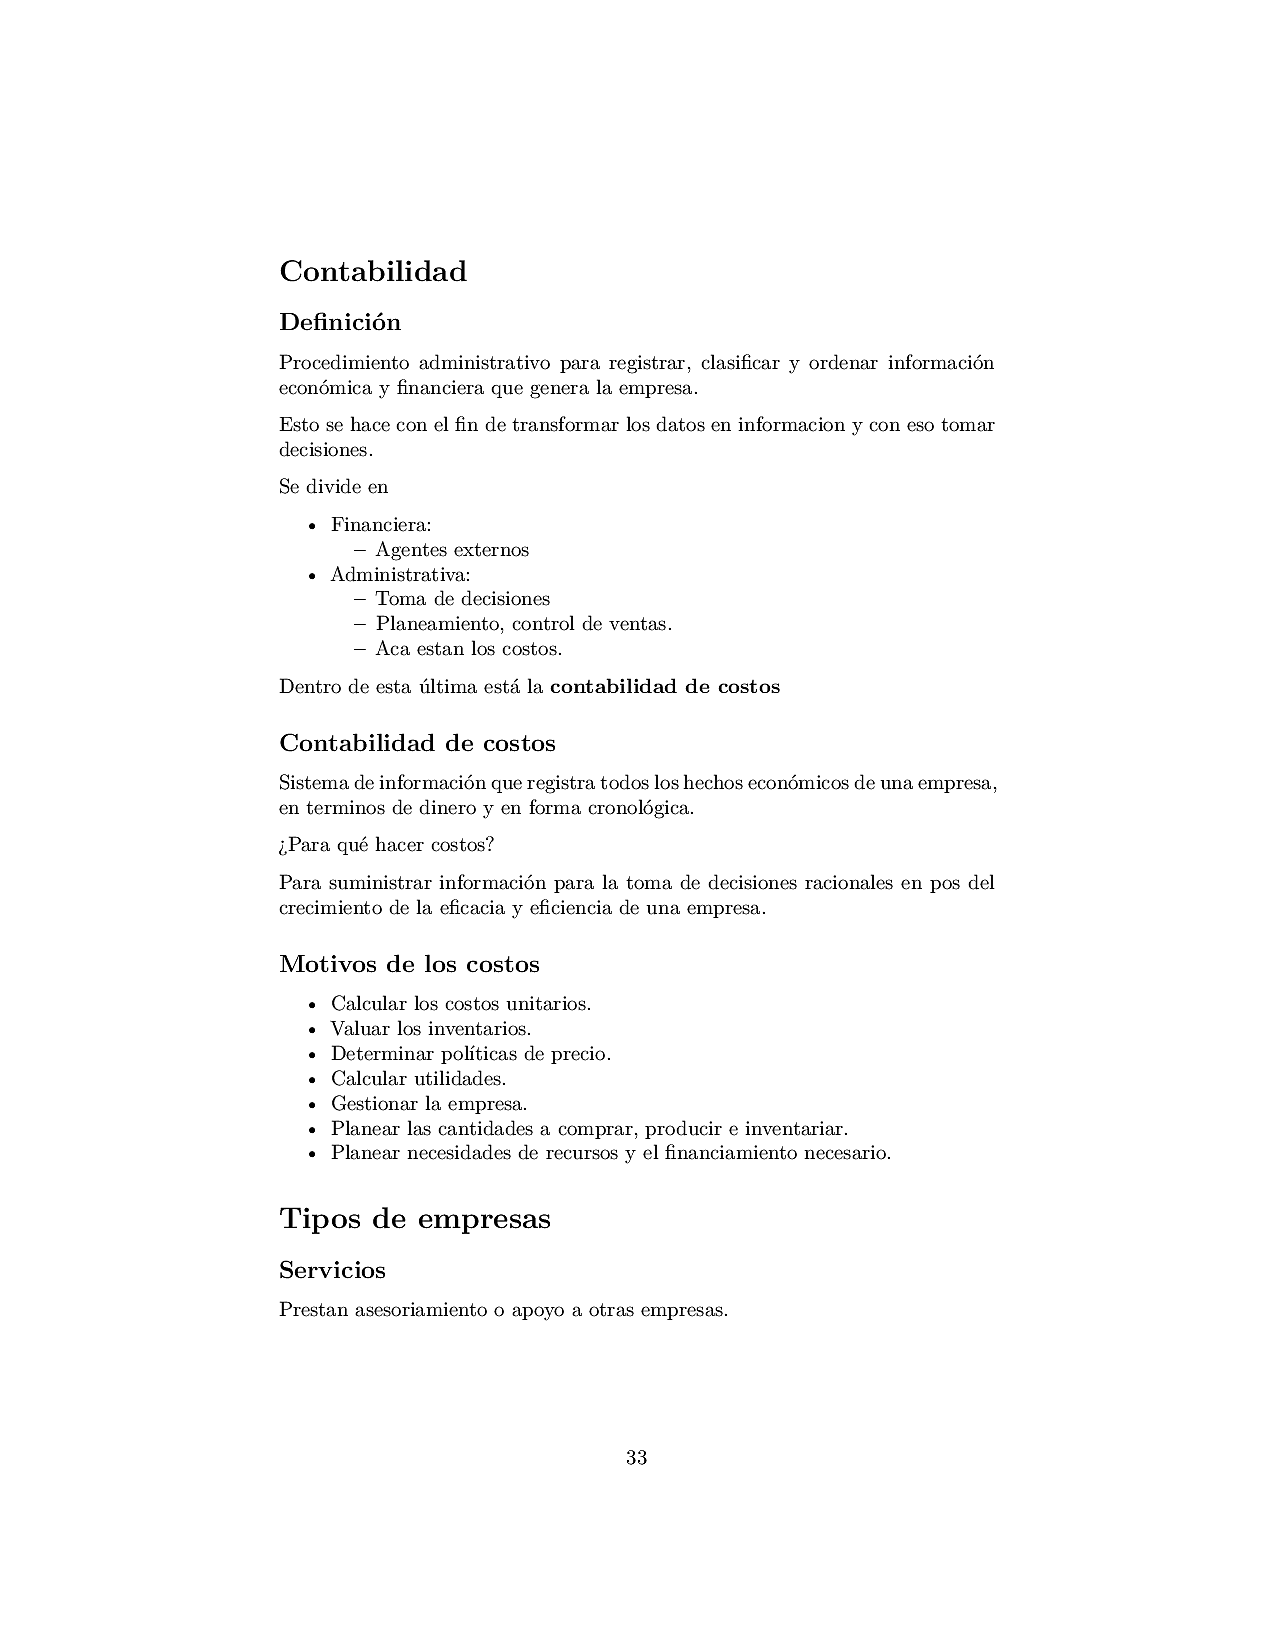 Contabilidad
Definición
Procedimiento administrativo para registrar, clasificar y ordenar información
económica y financiera que genera la empresa.
Esto se hace con el fin de transformar los datos en informacion y con eso tomar
decisiones.
Se divide en
• Financiera:
– Agentes externos
• Administrativa:
– Toma de decisiones
– Planeamiento, control de ventas.
– Aca estan los costos.
Dentro de esta última está la contabilidad de costos
Contabilidad de costos
Sistema de información que registra todos los hechos económicos de una empresa,
en terminos de dinero y en forma cronológica.
¿Para qué hacer costos?
Para suministrar información para la toma de decisiones racionales en pos del
crecimiento de la eficacia y eficiencia de una empresa.
Motivos de los costos
• Calcular los costos unitarios.
• Valuar los inventarios.
• Determinar políticas de precio.
• Calcular utilidades.
• Gestionar la empresa.
• Planear las cantidades a comprar, producir e inventariar.
• Planear necesidades de recursos y el financiamiento necesario.
Tipos de empresas
Servicios
Prestan asesoriamiento o apoyo a otras empresas.
33